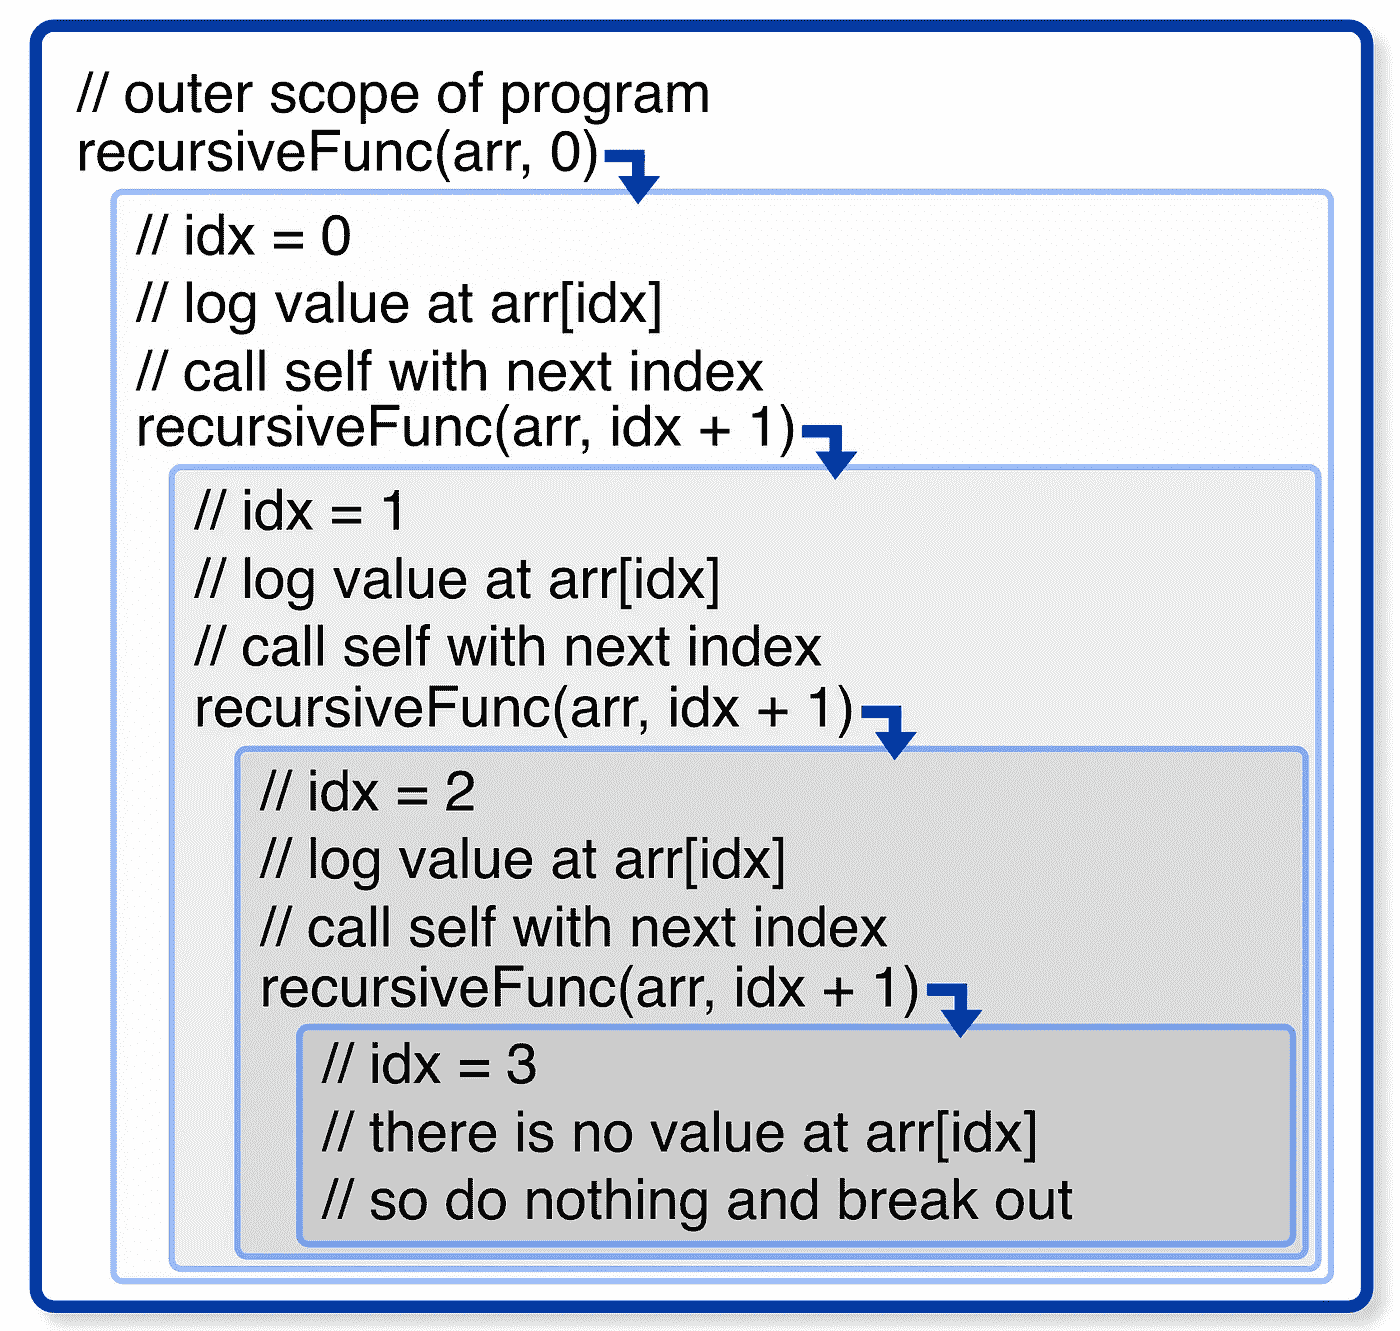 // outer scope of program
recursiveFunc(arr, 0)
// idx = 0
// log value at arr[idx]
// call self with next index
recursiveFunc(arr, idx + 1)
// idx = 1
// log value at arr[idx]
// call self with next index
recursiveFunc(arr, idx + 1)
// idx = 2
// log value at arr[idx]
// call self with next index
recursiveFunc(arr, idx + 1)
// idx = 3
// there is no value at arr[idx]
// so do nothing and break out